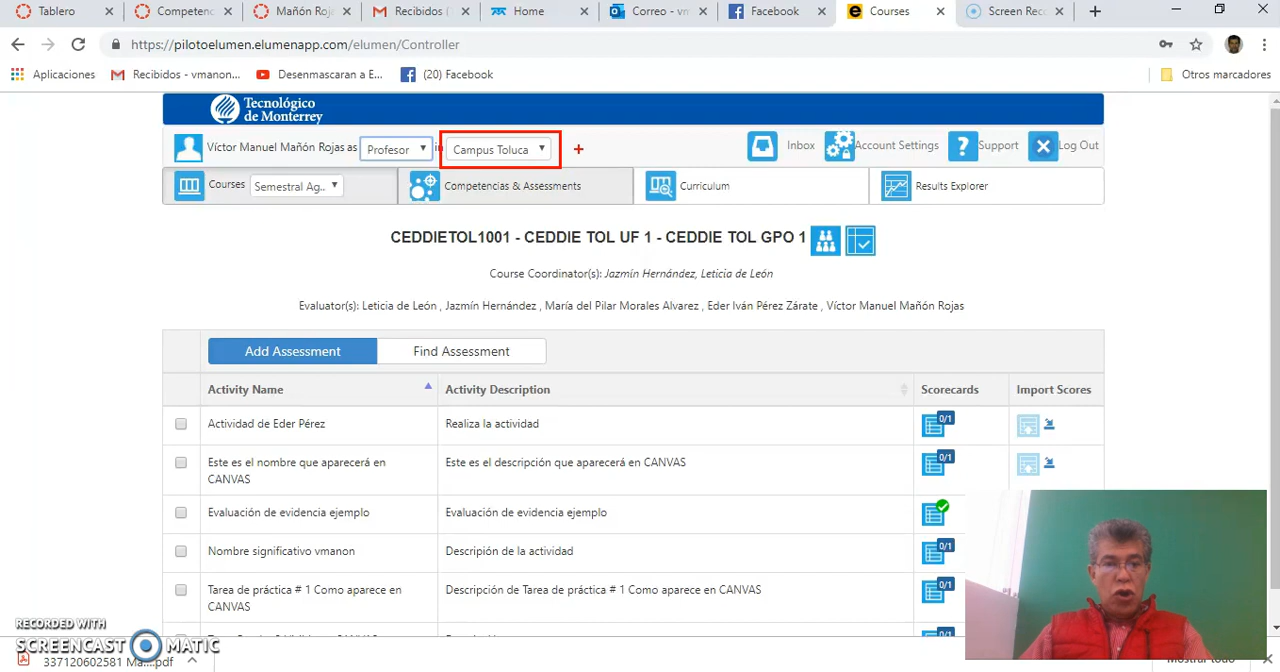 Tablero
Competenc
Mañón Roj
Recibidos (
Home
Correo - vm
Facebook
Courses
Screen Rec
https://pilotoelumen.elumenapp.com/elumen/Controller
Aplicaciones
Recibidos - vmanon...
Desenmascaran a E...
(20) Facebook
Otros marcadores
Tecnológico
de Monterrey
Víctor Manuel Mañón Rojas
Profesor
Campus Toluca
+
Inbox
Account Settings
Support
Log Out
Courses
Semestral Ag..
Competencias & Assessments
Curriculum
Results Explorer
CEDDIETOL1001 - CEDDIE TOL UF 1 - CEDDIE TOL GPO 1
Course Coordinator(s): Jazmín Hernández, Leticia de León
Evaluator(s): Leticia de León , Jazmín Hernández , María del Pilar Morales Alvarez , Eder Iván Pérez Zárate , Víctor Manuel Mañón Rojas
Add Assessment
Find Assessment
Activity Name
Activity Description
Scorecards
Import Scores
Actividad de Eder Pérez
Realiza la actividad
0/1
Este es el nombre que aparecerá en
CANVAS
Este es el descripción que aparecerá en CANVAS
0/1
Evaluación de evidencia ejemplo
Evaluación de evidencia ejemplo
Nombre significativo vmanon
Descripión de la actividad
0/1
Tarea de práctica # 1 Como aparece en
CANVAS
Descripción de Tarea de práctica # 1 Como aparece en CANVAS
0/1
0/1
RECORDED WITH
SCREENCAST MATIC
337120602581 Ma....pdf
Mostrar todo